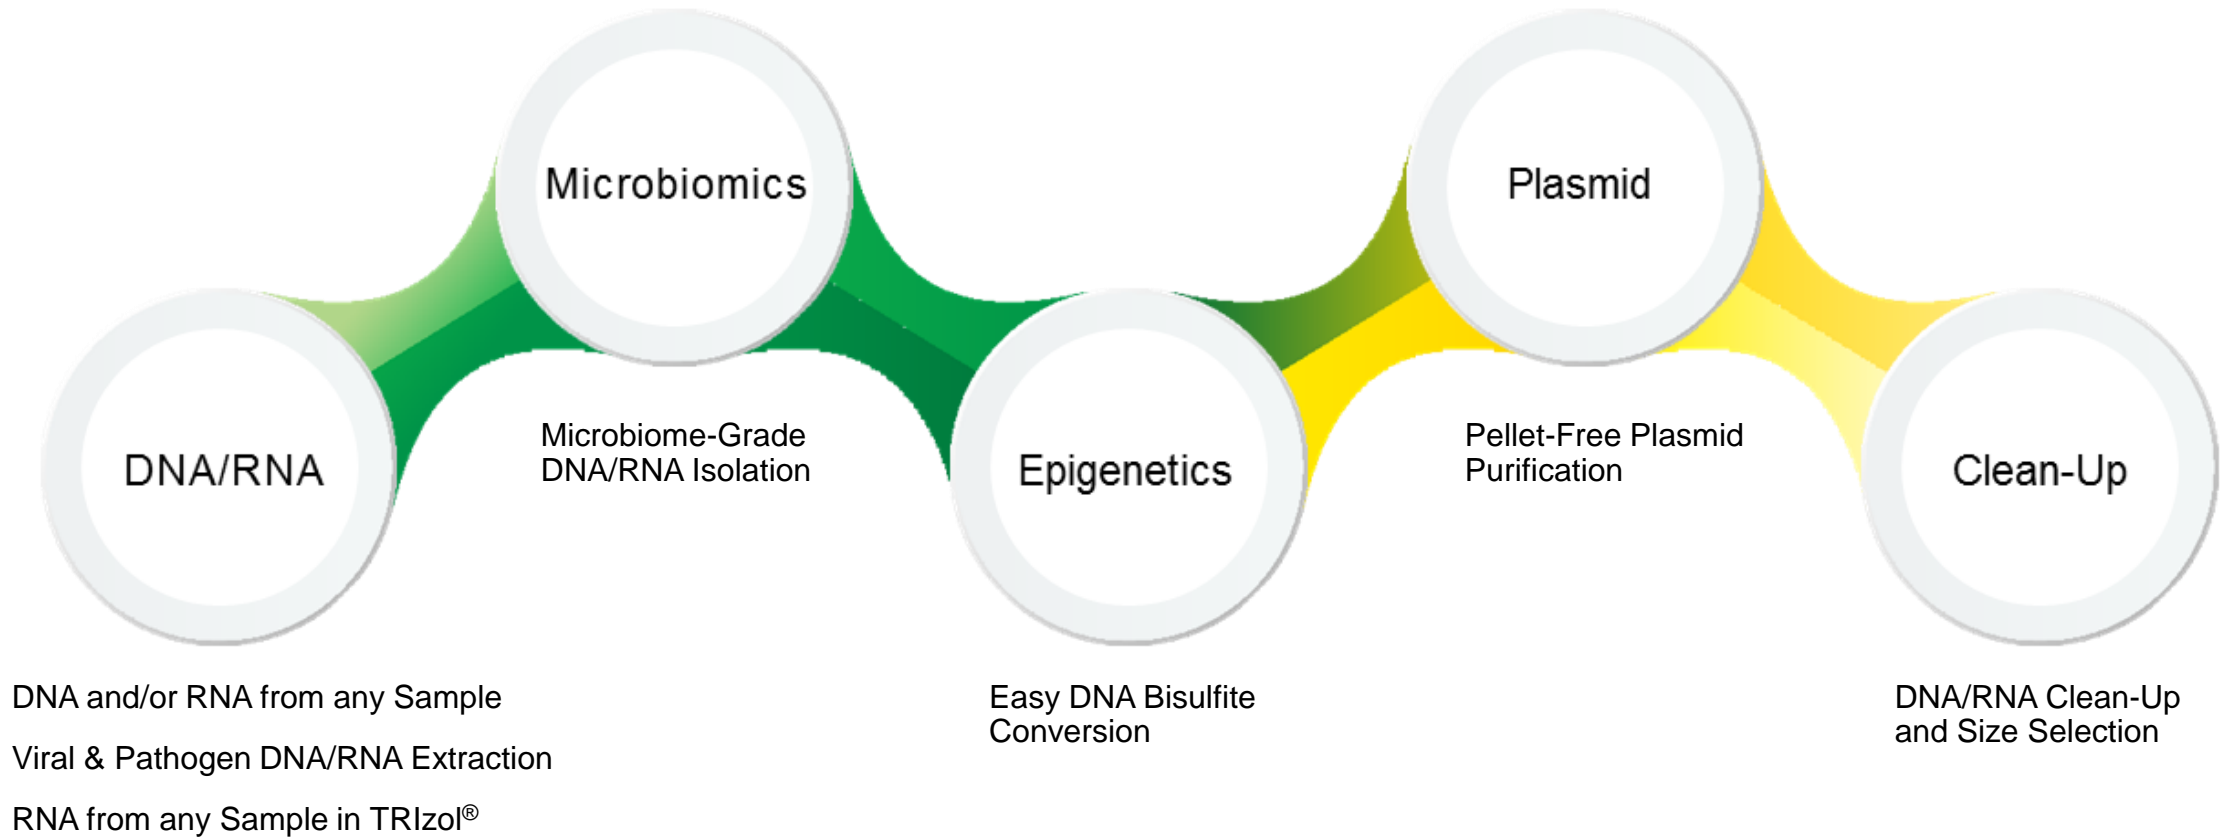 Microbiomics
Plasmid
DNA/RNA
Epigenetics
Clean-Up
Microbiome-Grade
DNA/RNA Isolation
Pellet-Free Plasmid
Purification
DNA and/or RNA from any Sample
Viral & Pathogen DNA/RNA Extraction
RNA from any Sample in TRIzol®
Easy DNA Bisulfite
Conversion
DNA/RNA Clean-Up
and Size Selection